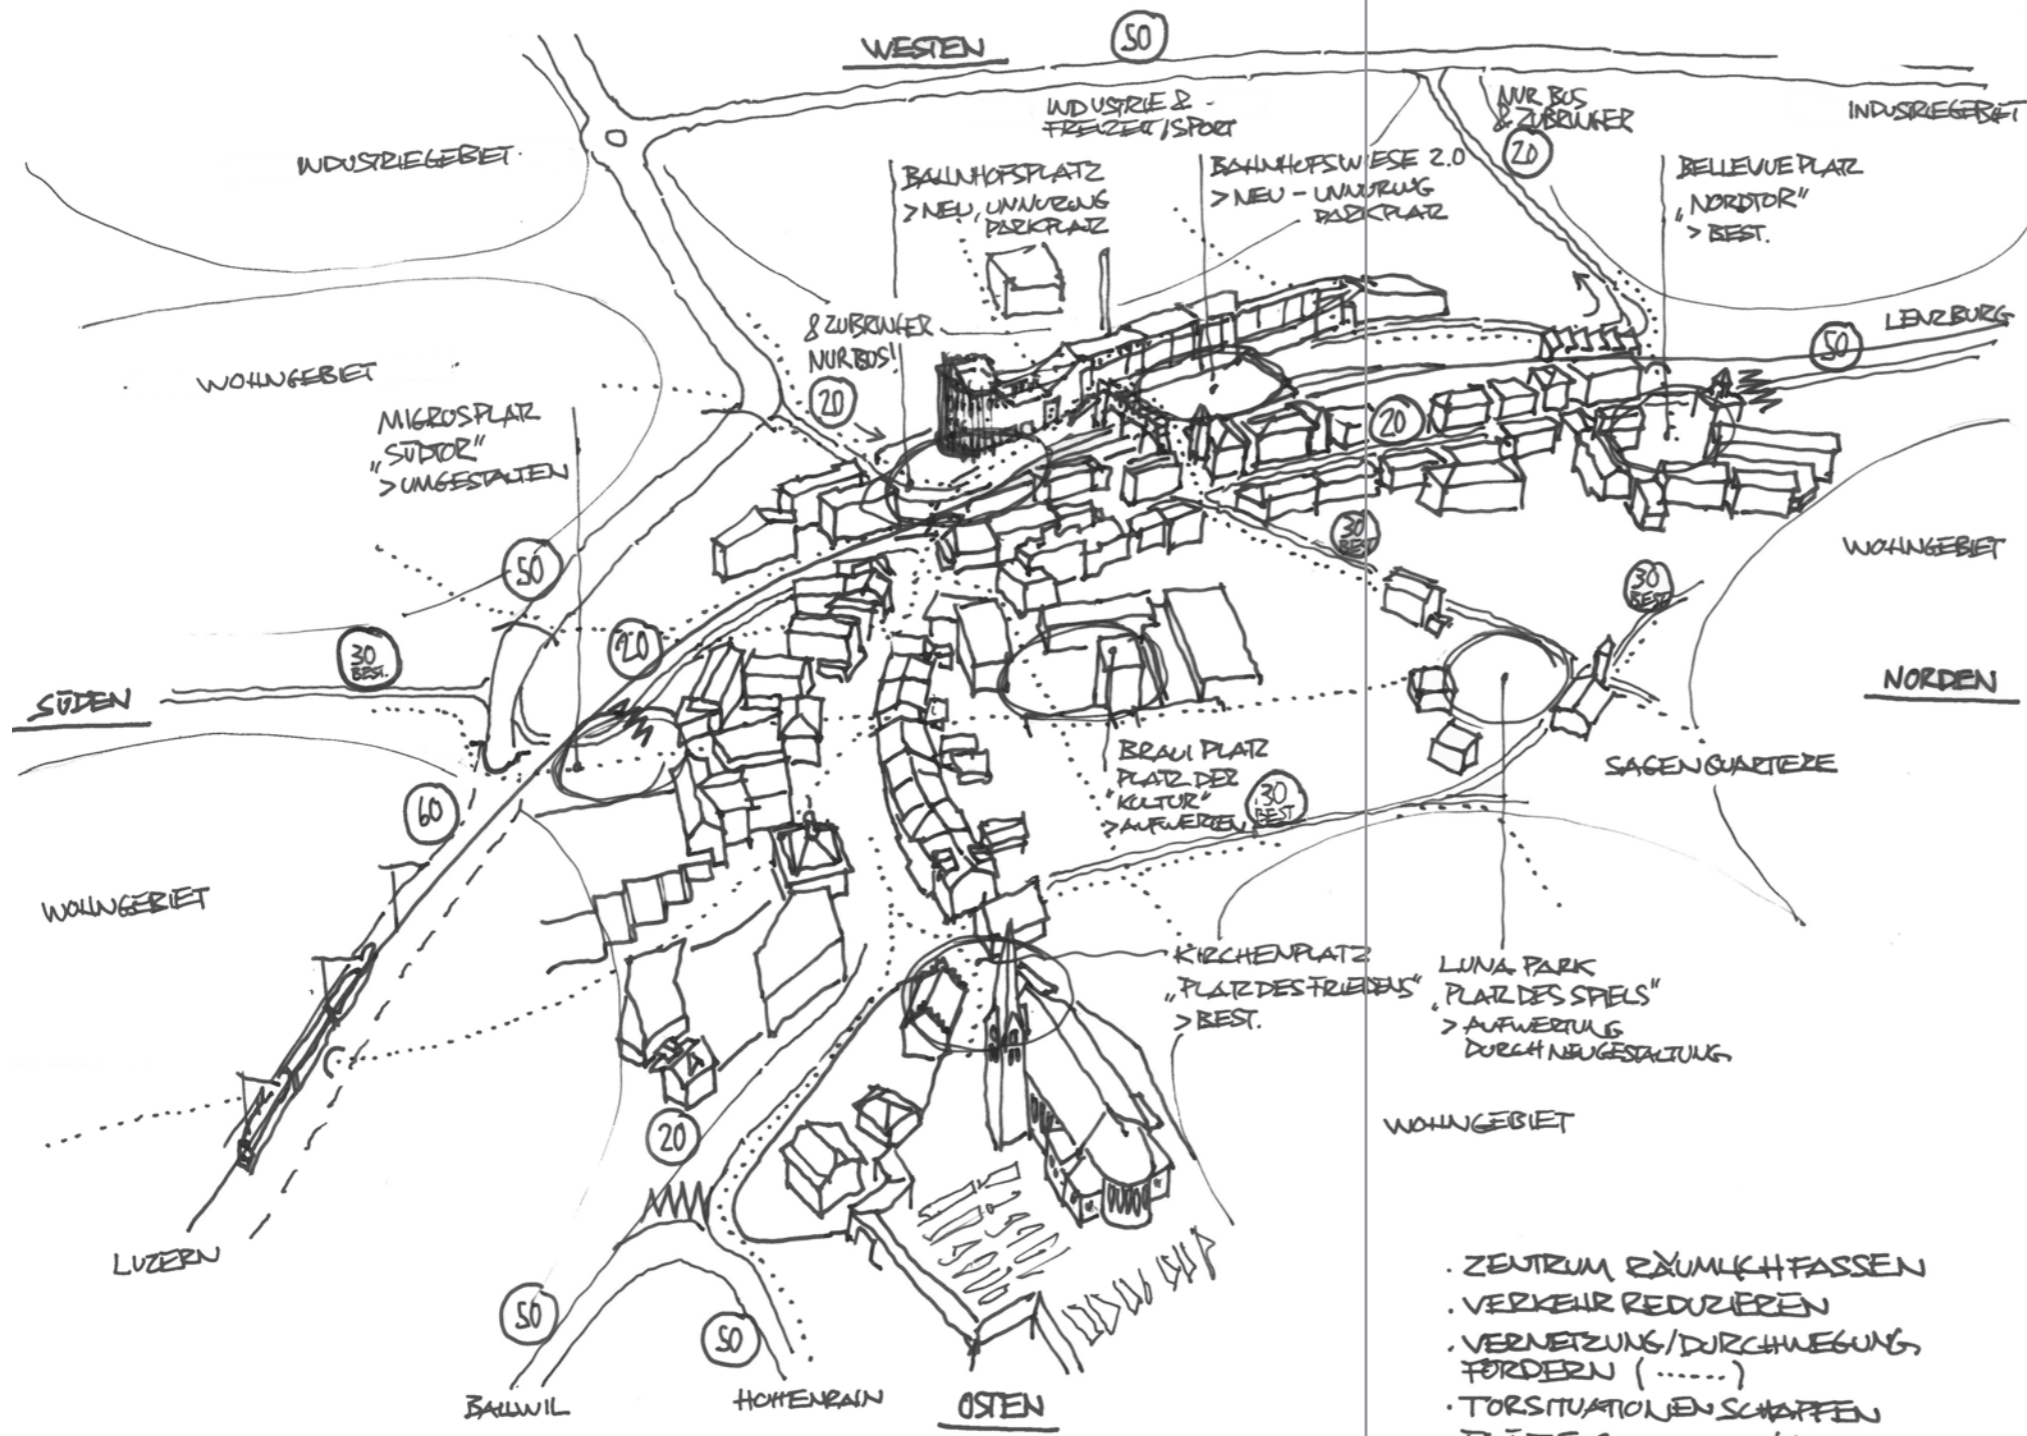 WESTEN
50
INDUSTRIE &
FREIZEIT/SPORT
NUR BUS
& ZUBRINGER
20
INDUSTRIEGEBIET
INDUSTRIEGEBIET
BAHNHOFSPLATZ
> NEU, UMNUTZUNG
PARKPLATZ
BAHNHOFSWIESE 2.0
> NEU - UMNUTZUNG
PARKPLATZ
BELLEVUEPLATZ
„NORDTOR"
> BEST.
& ZUBRINGER
NUR BUS!
20
LENZBURG
50
WOHNGEBIET
MIGROSPLATZ
"SÜDTOR"
> UMGESTALTEN
20
50
30
BEST
WOHNGEBIET
30
BEST.
20
30
BEST.
SÜDEN
NORDEN
60
BRAUI PLATZ
PLATZ DER
"KULTUR"
> AUFWERTEN
30
BEST
SAGENQUARTIERE
WOHNGEBIET
KIRCHENPLATZ
„PLATZ DES FRIEDENS"
> BEST.
LUNA PARK
„PLATZ DES SPIELS"
> AUFWERTUNG
DURCH NEUGESTALTUNG
20
WOHNGEBIET
LUZERN
50
50
BALLWIL
HOHENRAIN
OSTEN
· ZENTRUM RÄUMLICH FASSEN
· VERKEHR REDUZIEREN
· VERNETZUNG/DURCHWEGUNG
FÖRDERN (......)
· TORSITUATIONEN SCHAFFEN